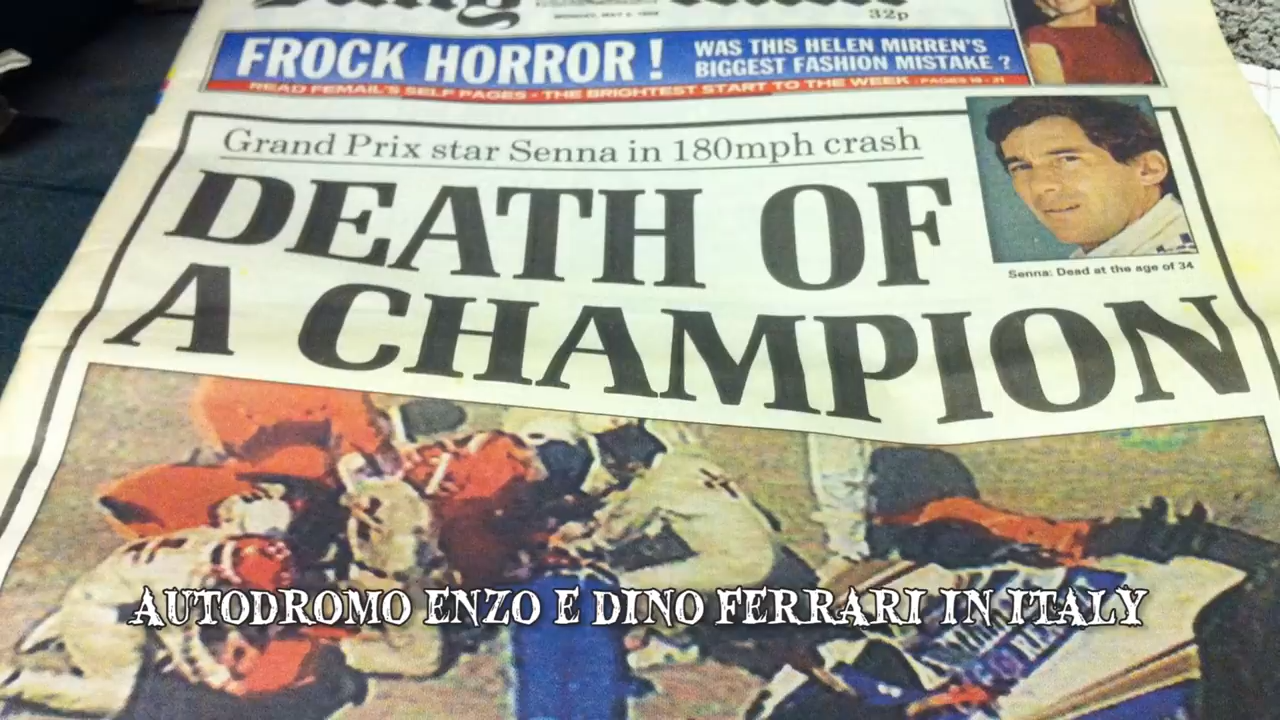 32p
FROCK HORROR!
WAS THIS HELEN MIRREN'S
BIGGEST FASHION MISTAKE?
READ FEMAIL'S SELF PAGES - THE BRIGHTEST START TO THE WEEK - PAGES
Grand Prix star Senna in 180mph crash
DEATH OF
A CHAMPION
Senna: Dead at the age of 34
AUTODROMO ENZO E DINO FERRARI IN ITALY